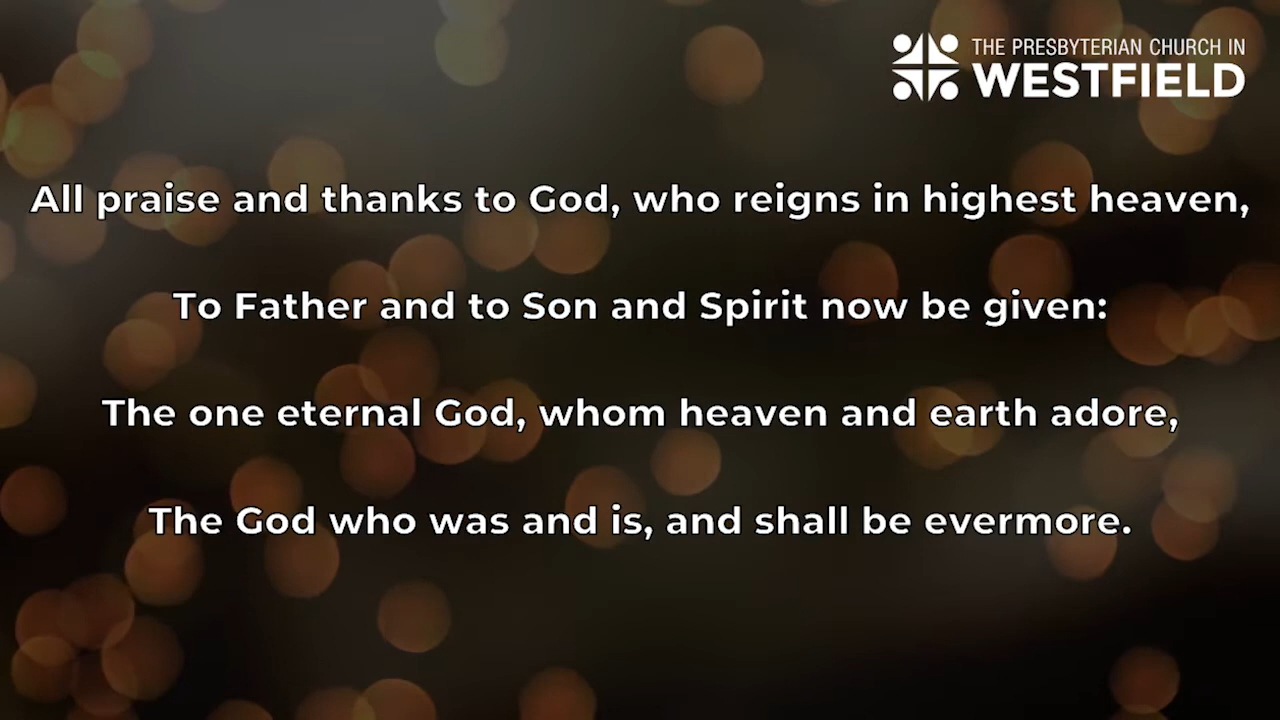 THE PRESBYTERIAN CHURCH IN
WESTFIELD
All praise and thanks to God, who reigns in highest heaven,
To Father and to Son and Spirit now be given:
The one eternal God, whom heaven and earth adore,
The God who was and is, and shall be evermore.